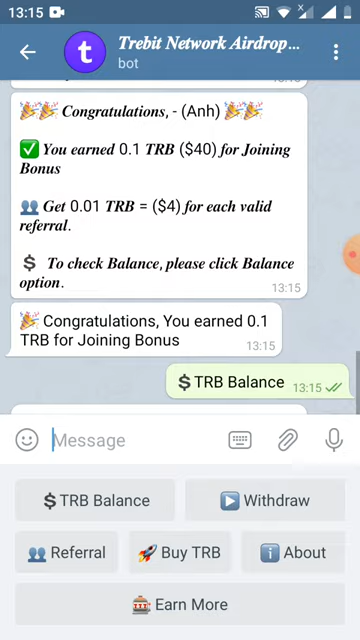 13:15
Trebit Network Airdrop...
bot
🎉🎉 Congratulations, - (Anh) 🎉🎉
✅ You earned 0.1 TRB ($40) for Joining
Bonus
👥 Get 0.01 TRB = ($4) for each valid
referral.
$ To check Balance, please click Balance
option.
13:15
🎉 Congratulations, You earned 0.1
TRB for Joining Bonus
13:15
$ TRB Balance 13:15
Message
$ TRB Balance
▶️ Withdraw
👥 Referral
🚀 Buy TRB
ℹ️ About
🎰 Earn More